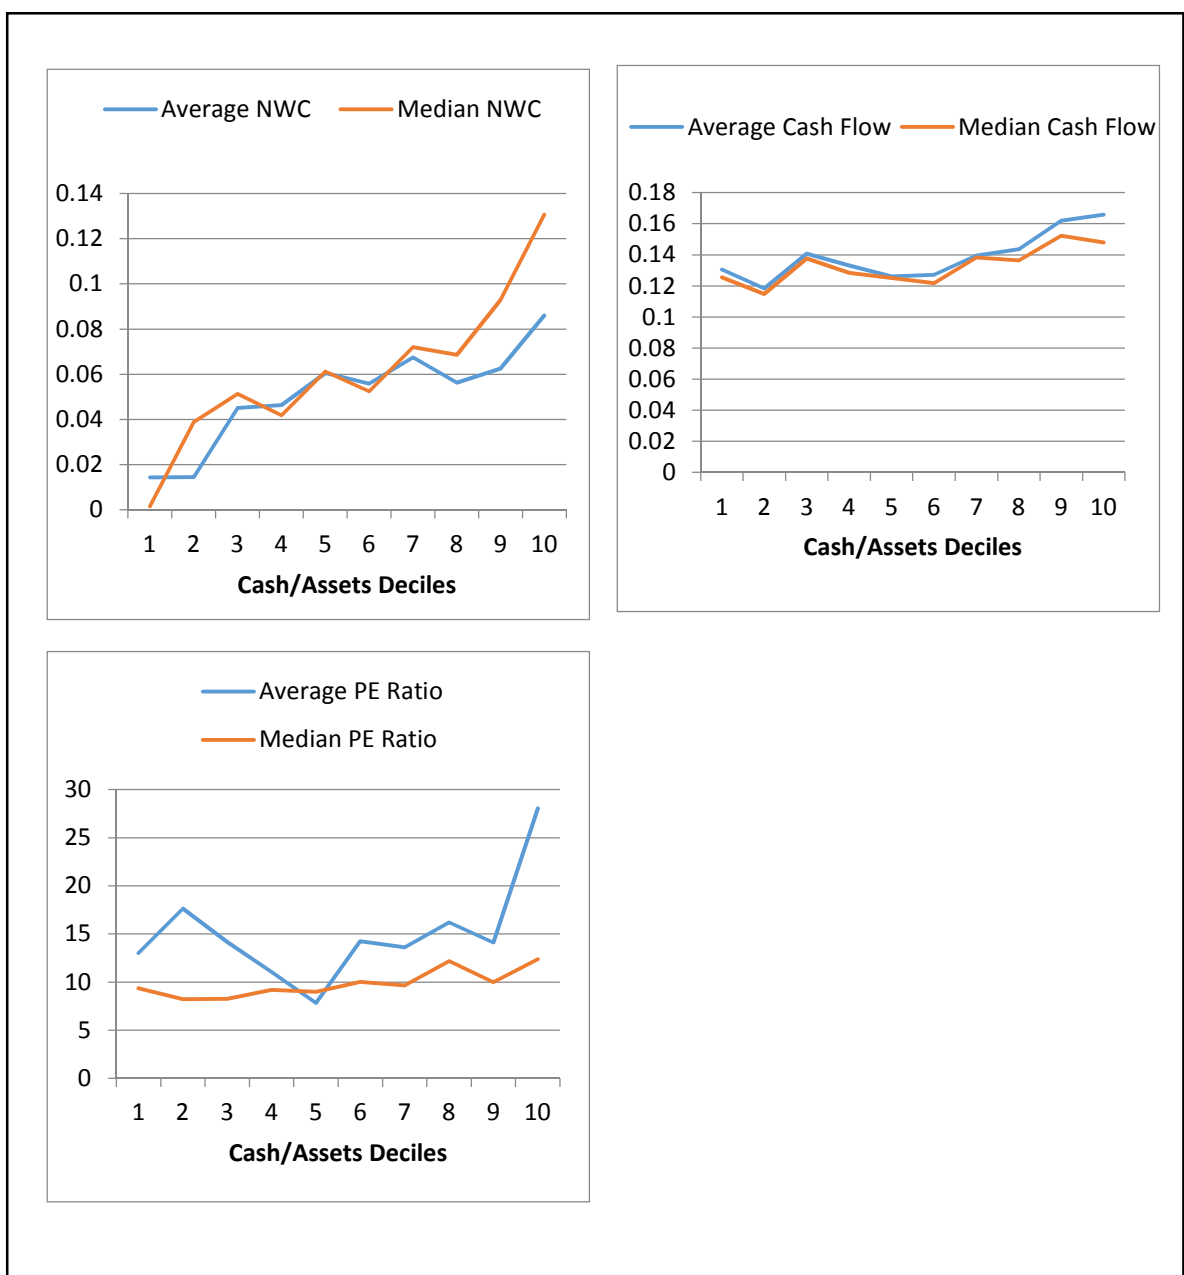 Average NWC Median NWC
0.14
0.12
0.1
0.08
0.06
0.04
0.02
0
1 2 3 4 5 6 7 8 9 10
Cash/Assets Deciles
Average Cash Flow Median Cash Flow
0.18
0.16
0.14
0.12
0.1
0.08
0.06
0.04
0.02
0
1 2 3 4 5 6 7 8 9 10
Cash/Assets Deciles
Average PE Ratio
Median PE Ratio
30
25
20
15
10
5
0
1 2 3 4 5 6 7 8 9 10
Cash/Assets Deciles